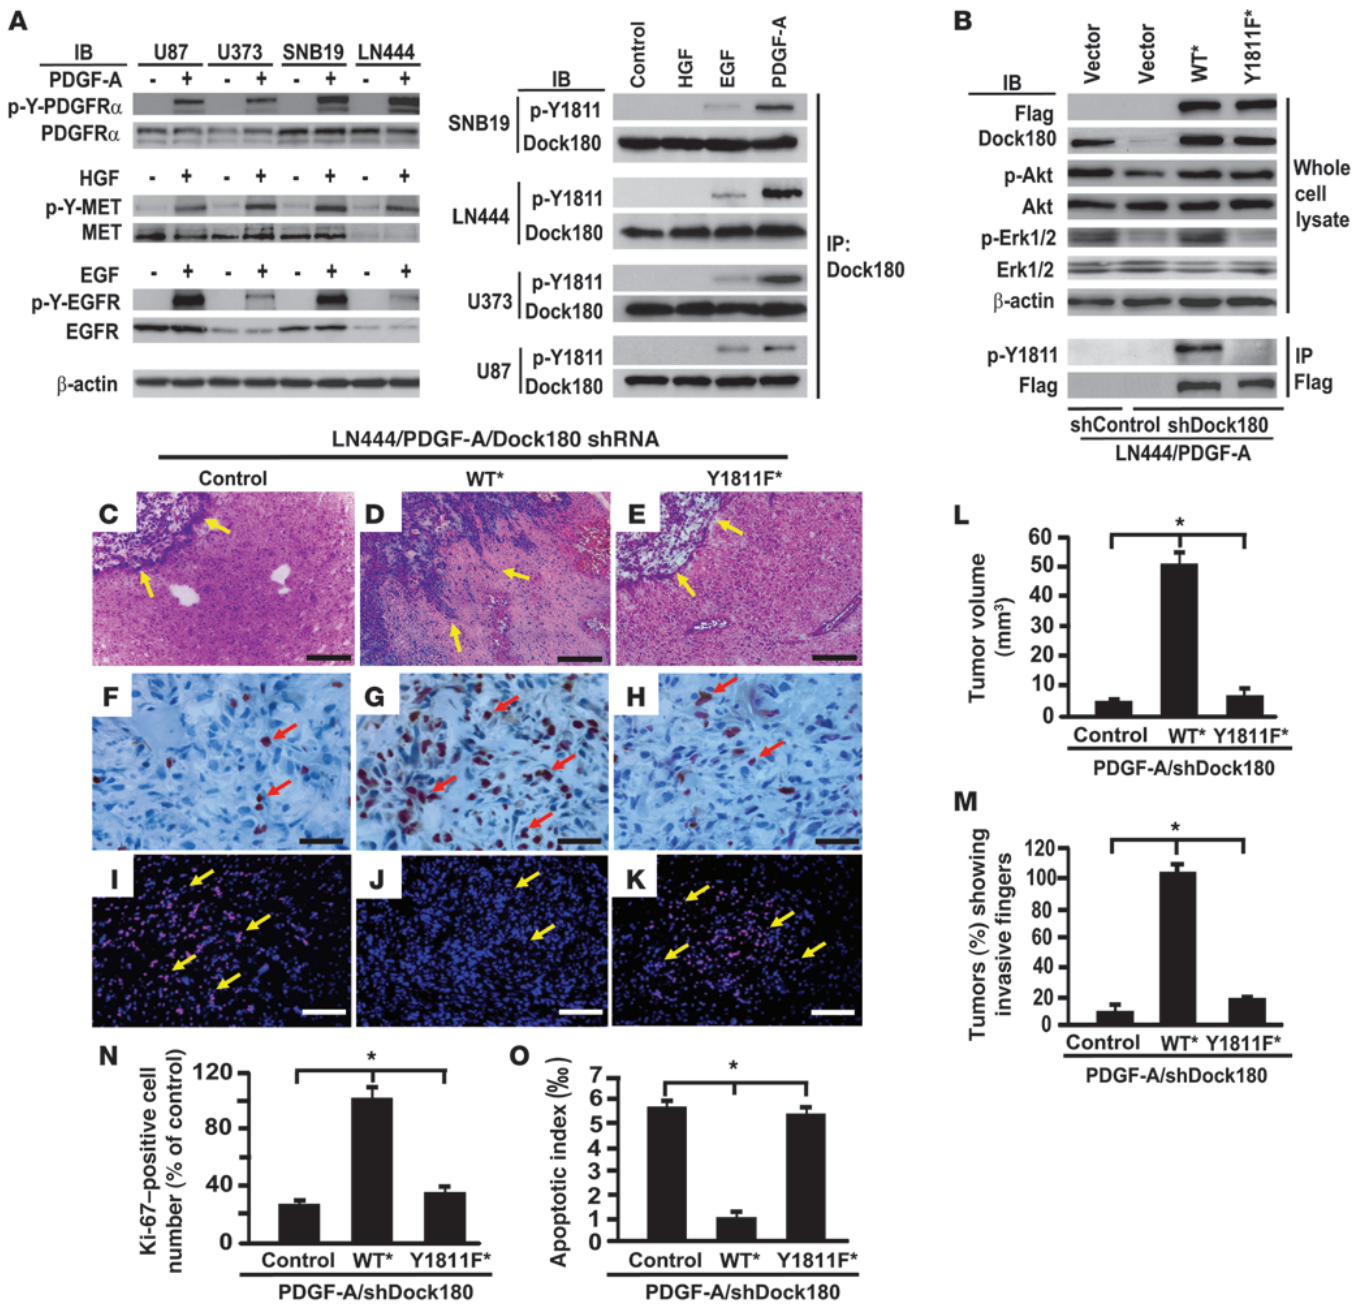 A
IB U87 U373 SNB19 LN444
PDGF-A - + - + - + - +
p-Y-PDGFRα
PDGFRα
HGF - + - + - + - +
p-Y-MET
MET
EGF - + - + - + - +
p-Y-EGFR
EGFR
β-actin
IB Control HGF EGF PDGF-A
SNB19
p-Y1811
Dock180
LN444
p-Y1811
Dock180
U373
p-Y1811
Dock180
U87
p-Y1811
Dock180
IP:
Dock180
B
IB Vector Vector WT* Y1811F*
Flag
Dock180
p-Akt
Akt
p-Erk1/2
Erk1/2
β-actin
Whole
cell
lysate
p-Y1811
Flag
IP
Flag
shControl shDock180
LN444/PDGF-A
LN444/PDGF-A/Dock180 shRNA
Control WT* Y1811F*
C D E
F G H
I J K
L
Tumor volume
(mm³)
60
50
40
30
20
10
0
*
Control WT* Y1811F*
PDGF-A/shDock180
M
Tumors (%) showing
invasive fingers
120
100
80
60
40
20
0
*
Control WT* Y1811F*
PDGF-A/shDock180
N
Ki-67–positive cell
number (% of control)
120
80
40
0
*
Control WT* Y1811F*
PDGF-A/shDock180
O
Apoptotic index (‰)
7
6
5
4
3
2
1
0
*
Control WT* Y1811F*
PDGF-A/shDock180